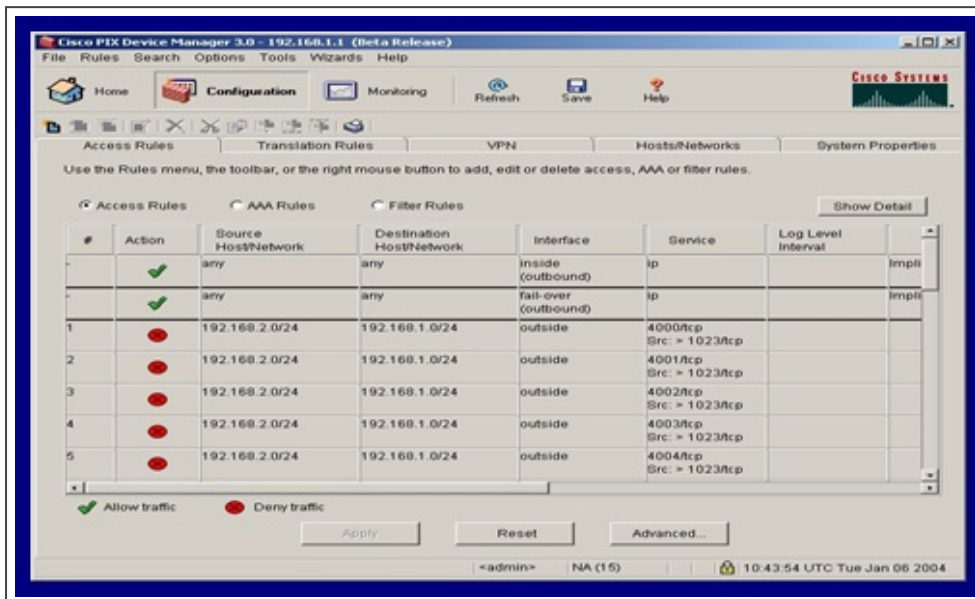 Cisco PIX Device Manager 3.0 - 192.168.1.1 (Beta Release)
File Rules Search Options Tools Wizards Help
Home Configuration Monitoring Refresh Save Help
CISCO SYSTEMS
Access Rules Translation Rules VPN Hosts/Networks System Properties
Use the Rules menu, the toolbar, or the right mouse button to add, edit or delete access, AAA or filter rules.
Access Rules AAA Rules Filter Rules Show Detail
# Action Source Host/Network Destination Host/Network Interface Service Log Level Interval
- any any inside (outbound) ip Impli
- any any fail-over (outbound) ip Impli
1 192.168.2.0/24 192.168.1.0/24 outside 4000/tcp Src: > 1023/tcp
2 192.168.2.0/24 192.168.1.0/24 outside 4001/tcp Src: > 1023/tcp
3 192.168.2.0/24 192.168.1.0/24 outside 4002/tcp Src: > 1023/tcp
4 192.168.2.0/24 192.168.1.0/24 outside 4003/tcp Src: > 1023/tcp
5 192.168.2.0/24 192.168.1.0/24 outside 4004/tcp Src: > 1023/tcp
Allow traffic Deny traffic
Apply Reset Advanced...
<admin> NA (15) 10:43:54 UTC Tue Jan 06 2004